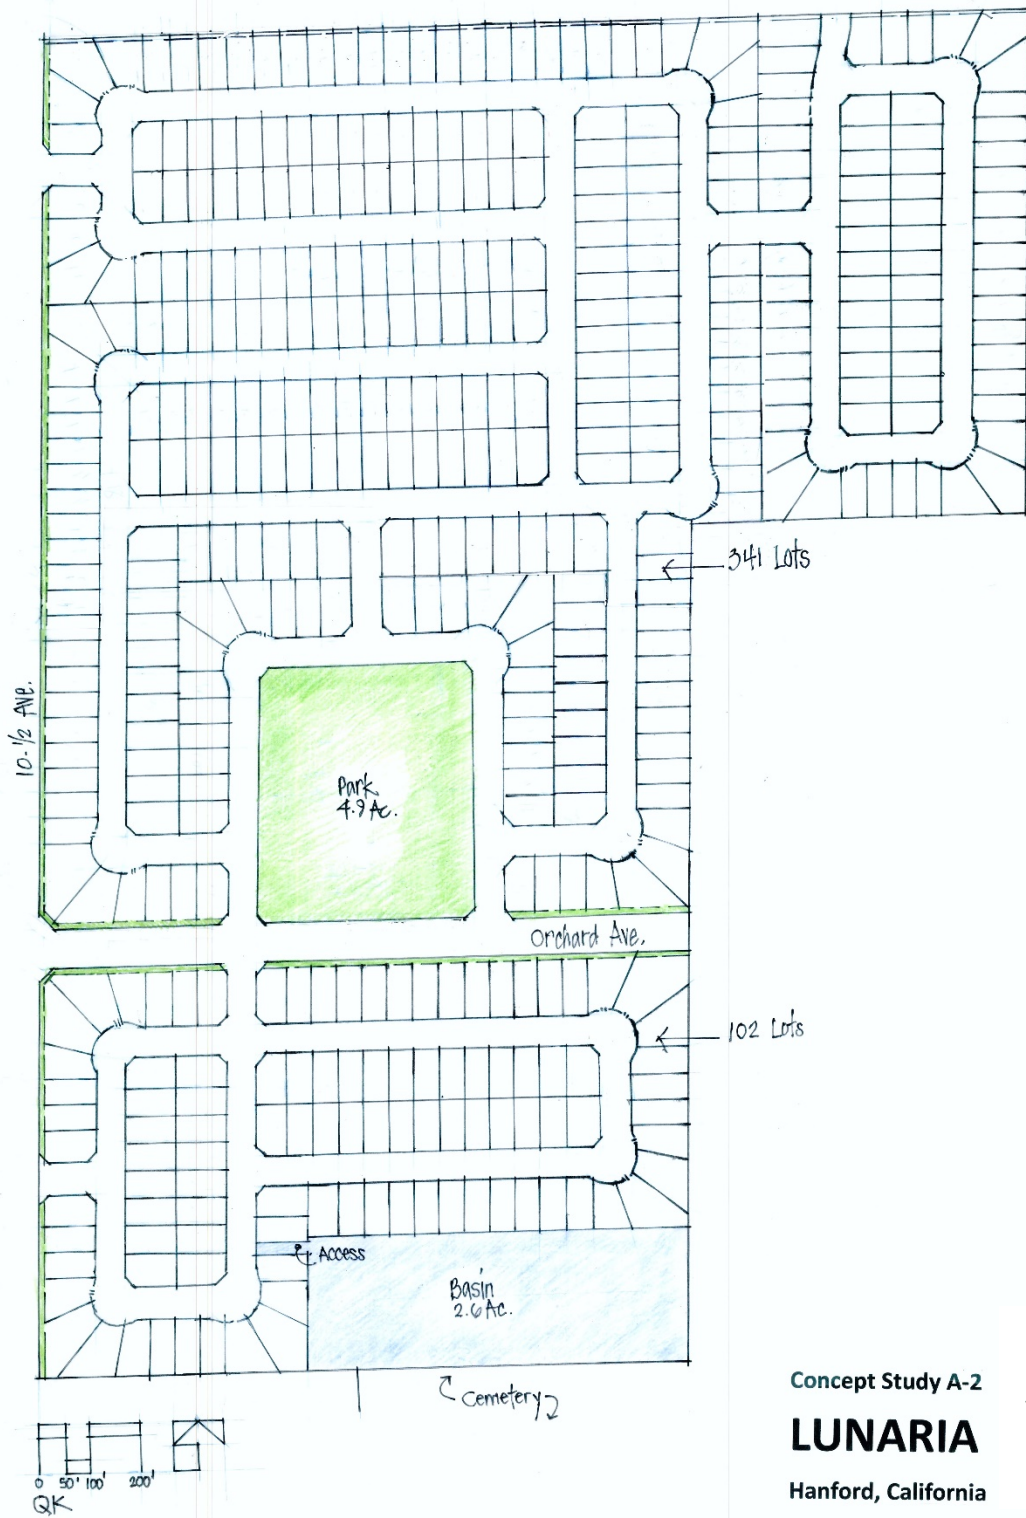 341 Lots
10-1/2 Ave.
Park
4.9 Ac.
Orchard Ave.
102 Lots
Access
Basin
2.6 Ac.
Cemetery
Concept Study A-2
LUNARIA
Hanford, California
0 50' 100' 200'
QK